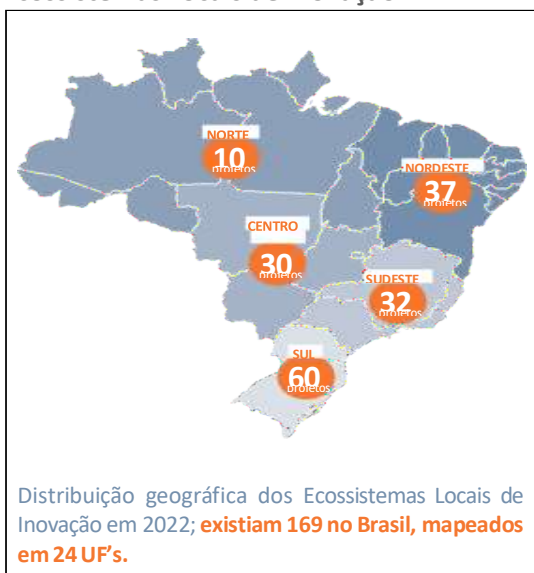 NORTE
10
projetos
NORDESTE
37
projetos
CENTRO
30
projetos
SUDESTE
32
projetos
SUL
60
projetos
Distribuição geográfica dos Ecossistemas Locais de
Inovação em 2022; existiam 169 no Brasil, mapeados
em 24 UF's.